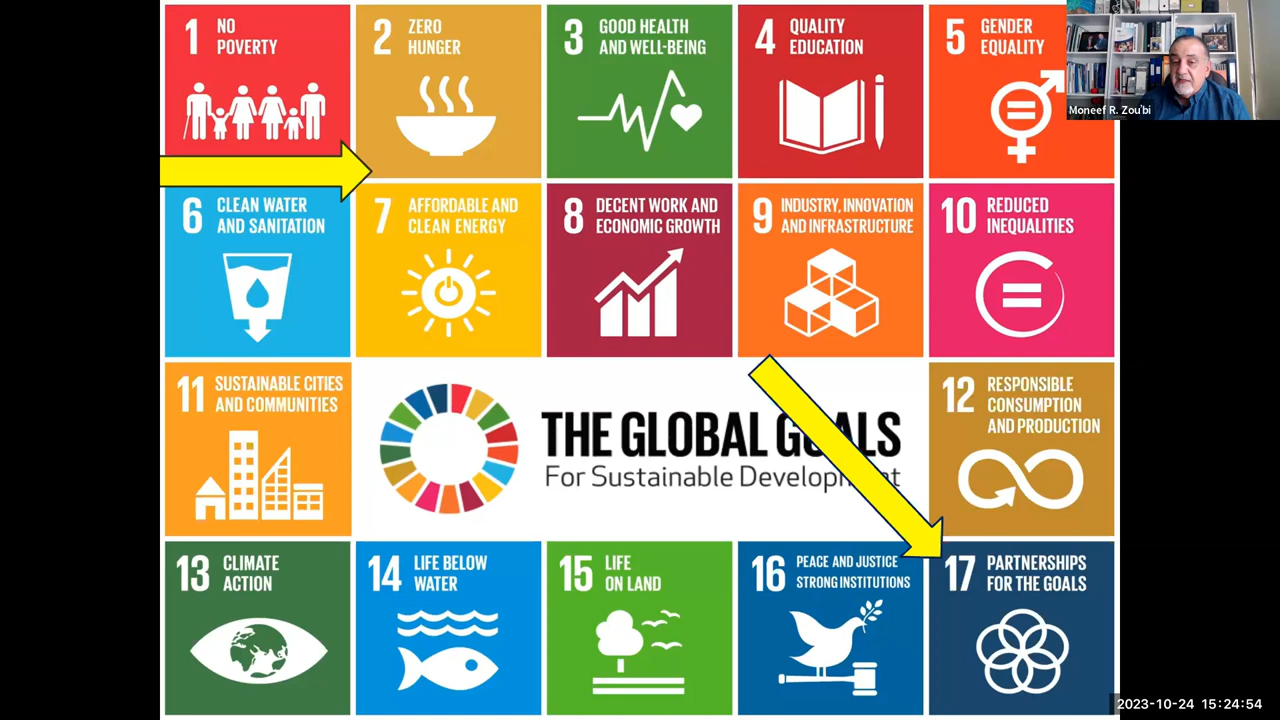 1 NO
POVERTY
2 ZERO
HUNGER
3 GOOD HEALTH
AND WELL-BEING
4 QUALITY
EDUCATION
5 GENDER
EQUALITY
Moneef R. Zou'bi
6 CLEAN WATER
AND SANITATION
7 AFFORDABLE AND
CLEAN ENERGY
8 DECENT WORK AND
ECONOMIC GROWTH
9 INDUSTRY, INNOVATION
AND INFRASTRUCTURE
10 REDUCED
INEQUALITIES
11 SUSTAINABLE CITIES
AND COMMUNITIES
THE GLOBAL GOALS
For Sustainable Development
12 RESPONSIBLE
CONSUMPTION
AND PRODUCTION
13 CLIMATE
ACTION
14 LIFE BELOW
WATER
15 LIFE
ON LAND
16 PEACE AND JUSTICE
STRONG INSTITUTIONS
17 PARTNERSHIPS
FOR THE GOALS
2023-10-24 15:24:54